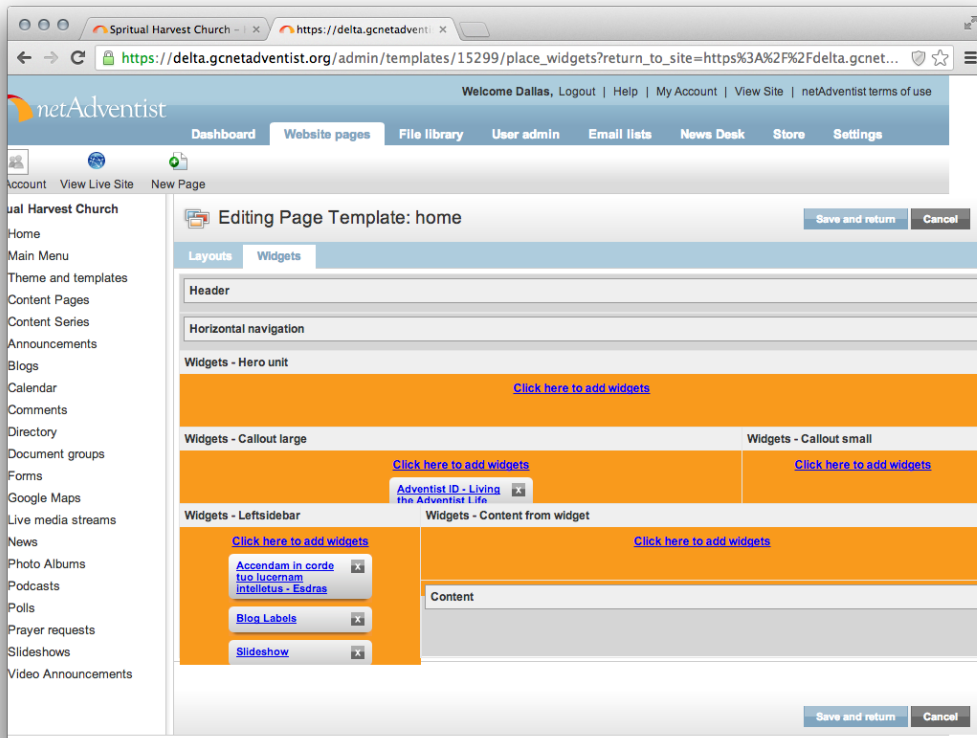 Spritual Harvest Church –
https://delta.gcnetadventi
https://delta.gcnetadventist.org/admin/templates/15299/place_widgets?return_to_site=https%3A%2F%2Fdelta.gcnet...
Welcome Dallas, Logout | Help | My Account | View Site | netAdventist terms of use
netAdventist
Dashboard Website pages File library User admin Email lists News Desk Store Settings
Account View Live Site New Page
ual Harvest Church
Home
Main Menu
Theme and templates
Content Pages
Content Series
Announcements
Blogs
Calendar
Comments
Directory
Document groups
Forms
Google Maps
Live media streams
News
Photo Albums
Podcasts
Polls
Prayer requests
Slideshows
Video Announcements
Editing Page Template: home
Save and return Cancel
Layouts Widgets
Header
Horizontal navigation
Widgets - Hero unit
Click here to add widgets
Widgets - Callout large
Click here to add widgets
Adventist ID - Living x
the Adventist Life
Widgets - Callout small
Click here to add widgets
Widgets - Leftsidebar
Click here to add widgets
Accendam in corde x
tuo lucernam
intelletus - Esdras
Blog Labels x
Slideshow x
Widgets - Content from widget
Click here to add widgets
Content
Save and return Cancel